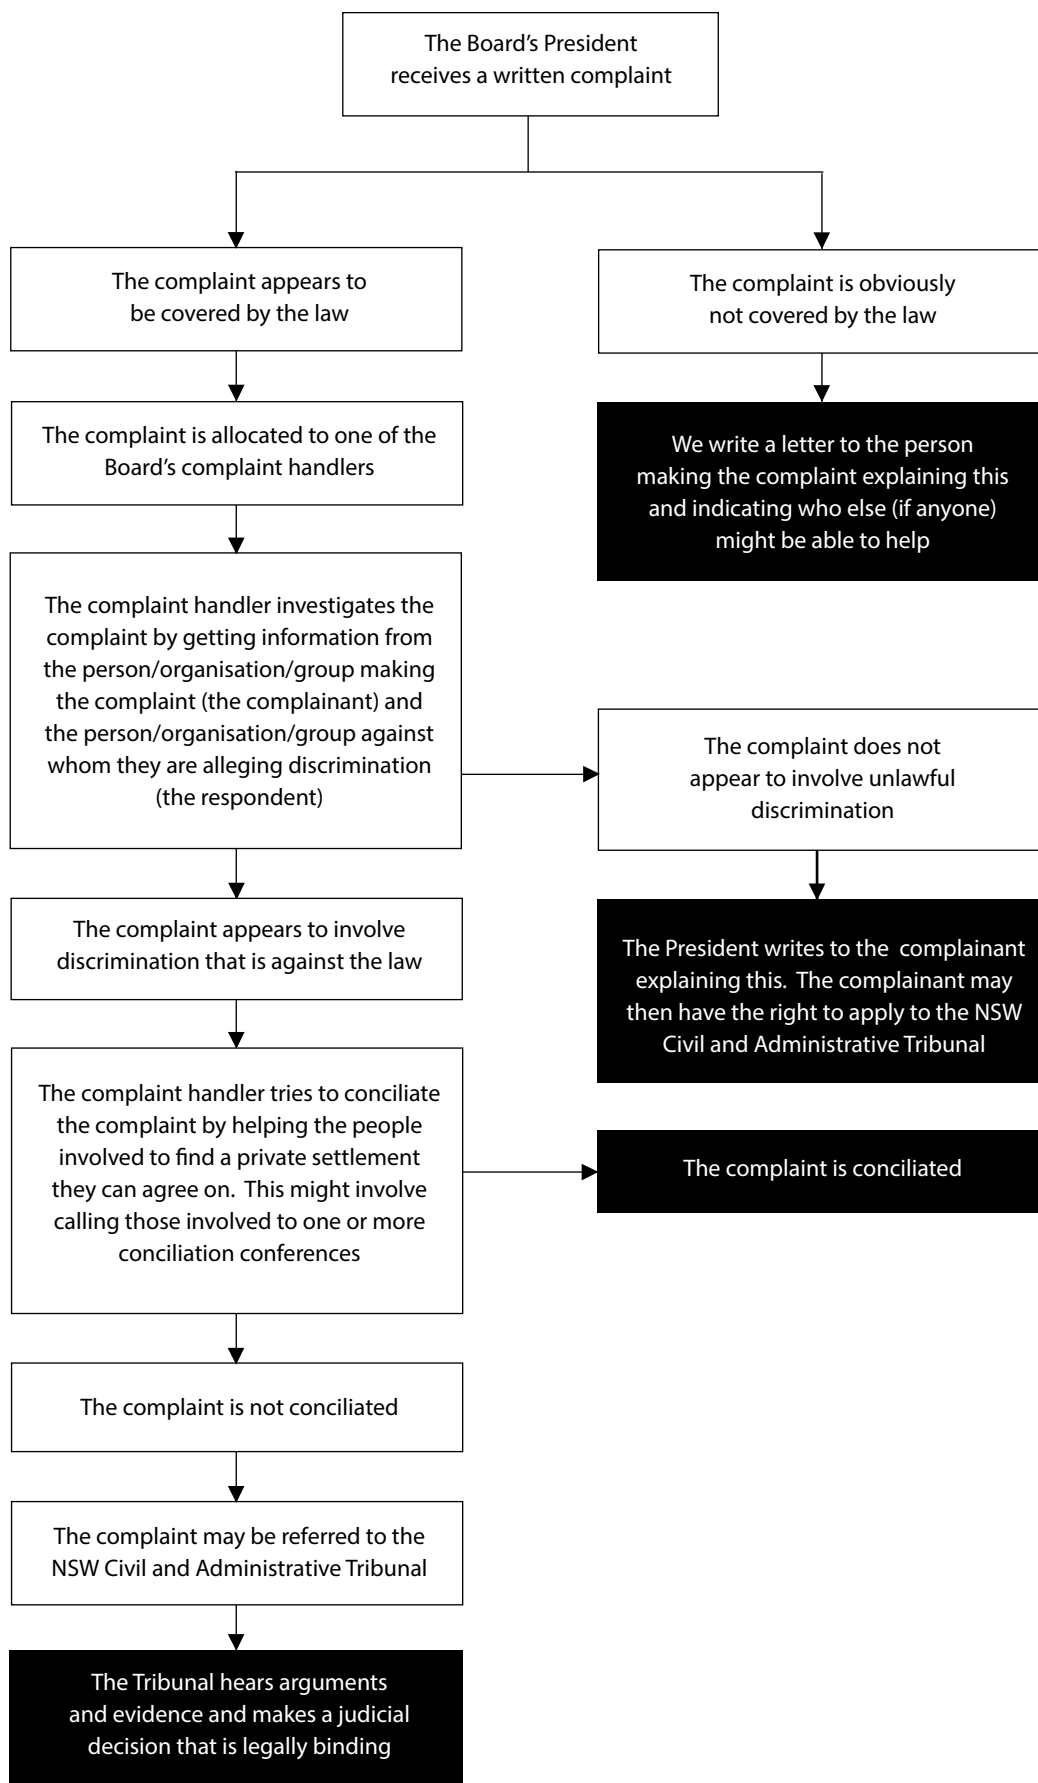 The Board’s President
receives a written complaint
The complaint appears to
be covered by the law
The complaint is obviously
not covered by the law
The complaint is allocated to one of the
Board’s complaint handlers
We write a letter to the person
making the complaint explaining this
and indicating who else (if anyone)
might be able to help
The complaint handler investigates the
complaint by getting information from
the person/organisation/group making
the complaint (the complainant) and
the person/organisation/group against
whom they are alleging discrimination
(the respondent)
The complaint does not
appear to involve unlawful
discrimination
The complaint appears to involve
discrimination that is against the law
The President writes to the  complainant
explaining this.  The complainant may
then have the right to apply to the NSW
Civil and Administrative Tribunal
The complaint handler tries to conciliate
the complaint by helping the people
involved to find a private settlement
they can agree on.  This might involve
calling those involved to one or more
conciliation conferences
The complaint is conciliated
The complaint is not conciliated
The complaint may be referred to the
NSW Civil and Administrative Tribunal
The Tribunal hears arguments
and evidence and makes a judicial
decision that is legally binding